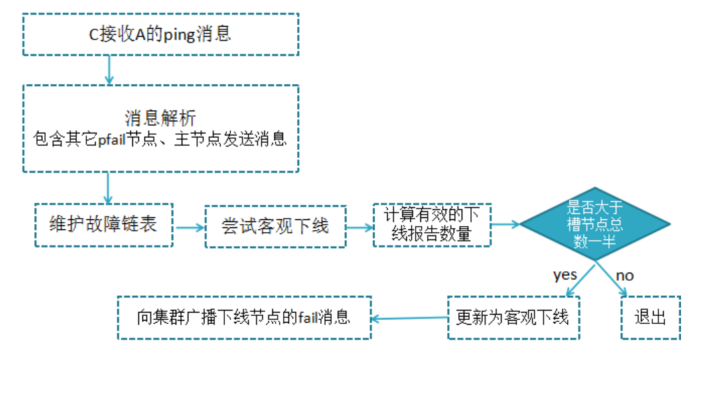 C接收A的ping消息
消息解析
包含其它pfail节点、主节点发送消息
维护故障链表
尝试客观下线
计算有效的下
线报告数量
是否大于
槽节点总
数一半
yes
no
向集群广播下线节点的fail消息
更新为客观下线
退出